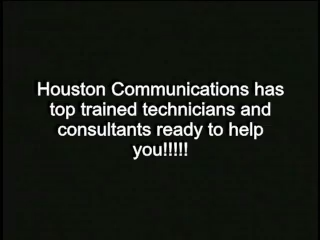 Houston Communications has
top trained technicians and
consultants ready to help
you!!!!!